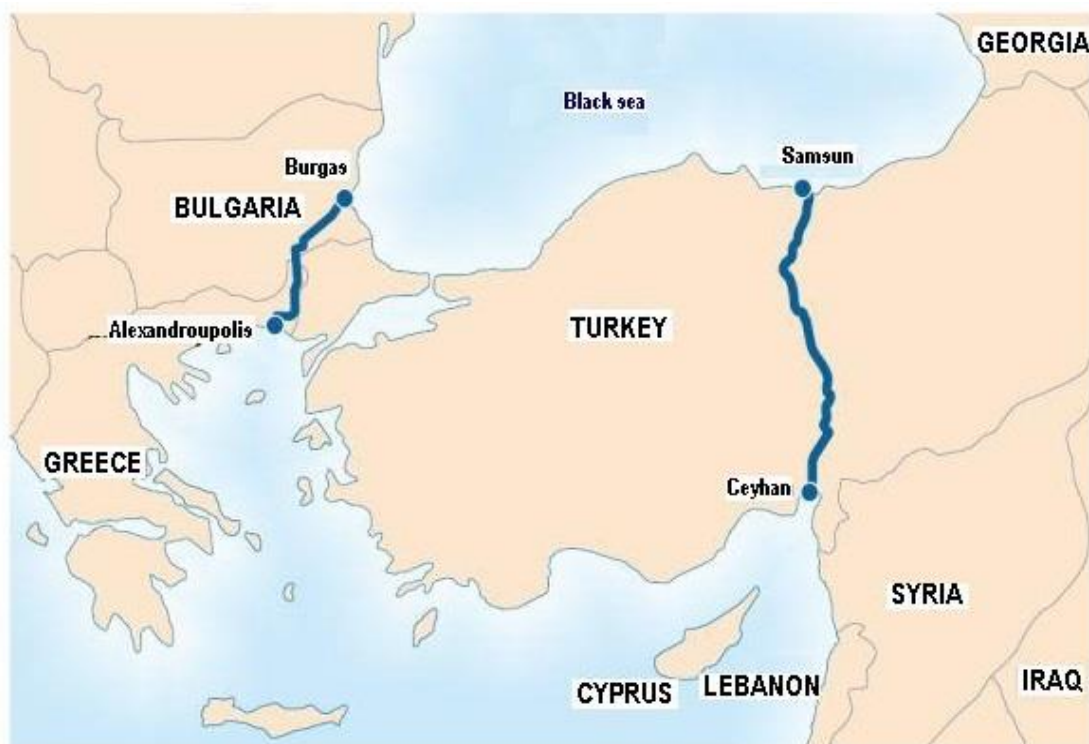 GEORGIA
Black sea
Samsun
Burgas
BULGARIA
Alexandroupolis
TURKEY
GREECE
Ceyhan
SYRIA
CYPRUS
LEBANON
IRAQ